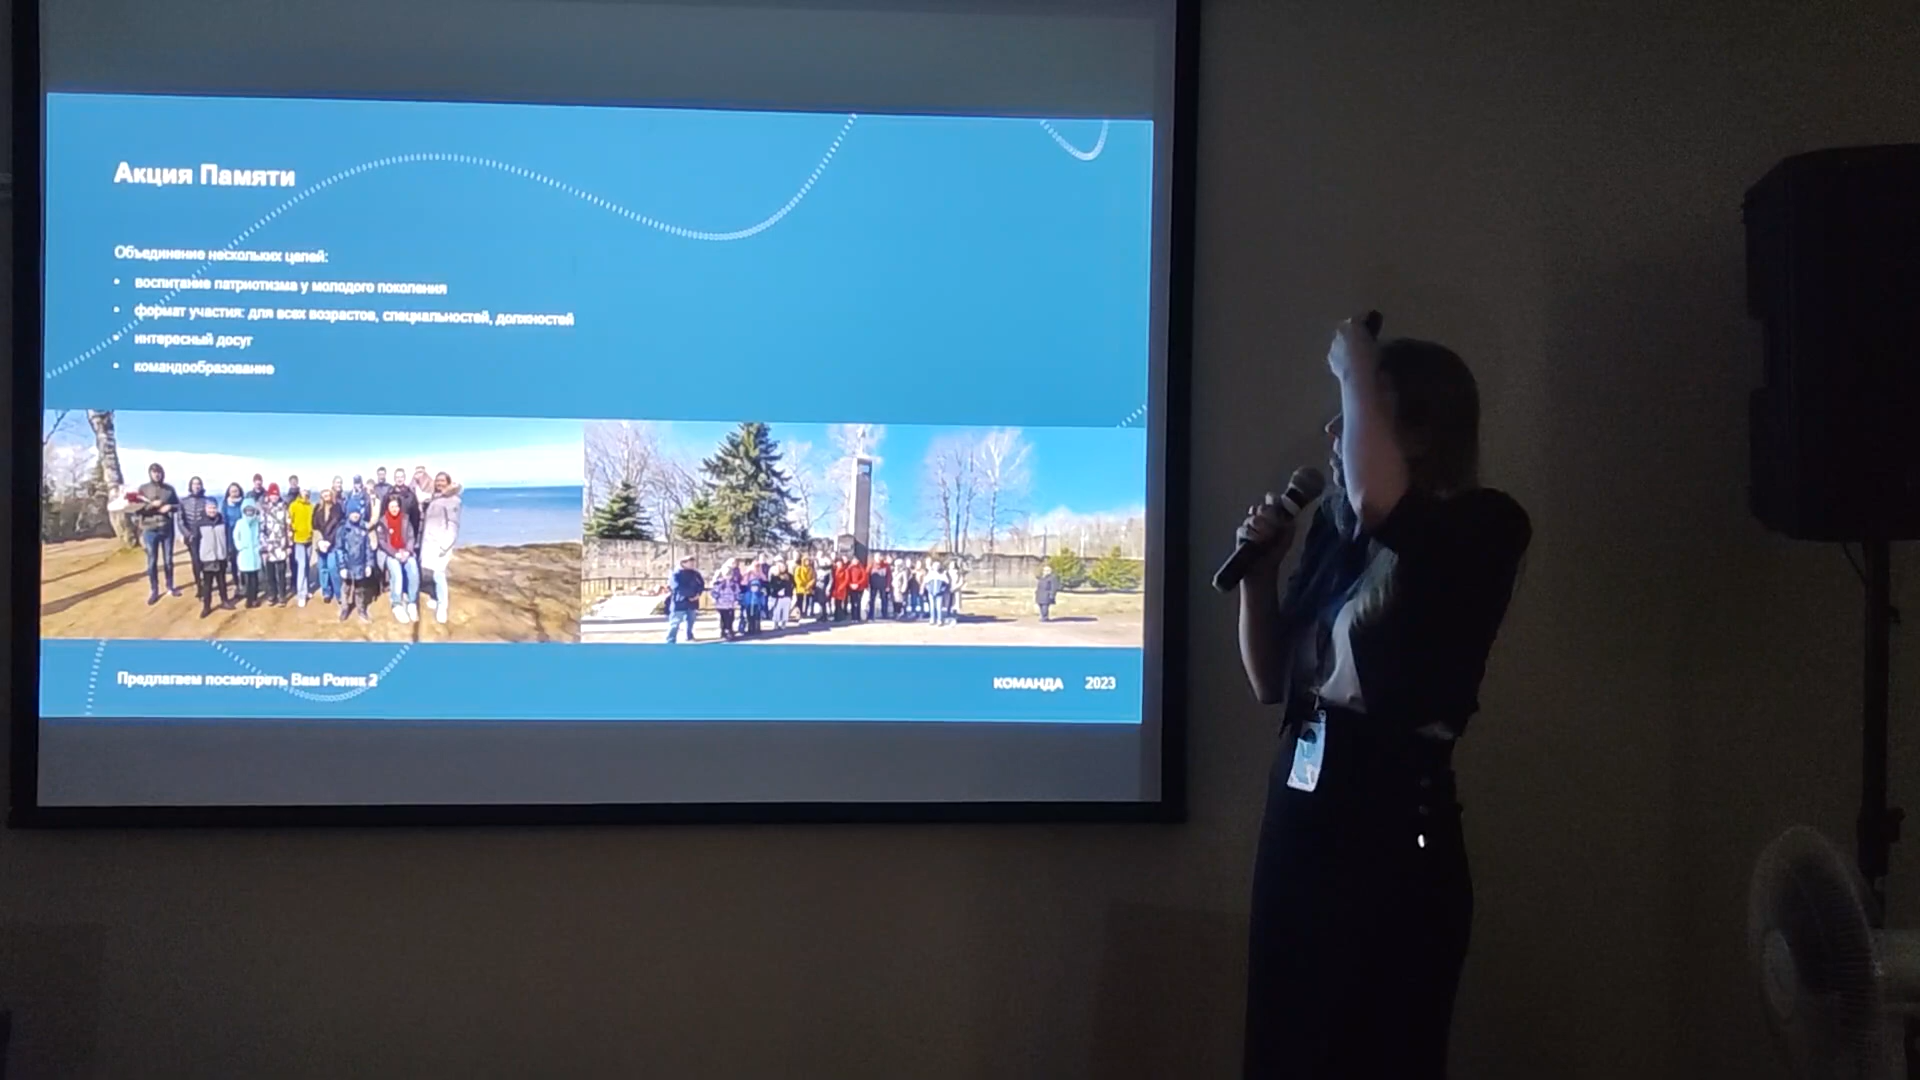 Акция Памяти
Объединение нескольких целей:
• воспитание патриотизма у молодого поколения
• формат участия: для всех возрастов, специальностей, должностей
• интересный досуг
• командообразование
Предлагаем посмотреть Вам Ролик 2
КОМАНДА 2023